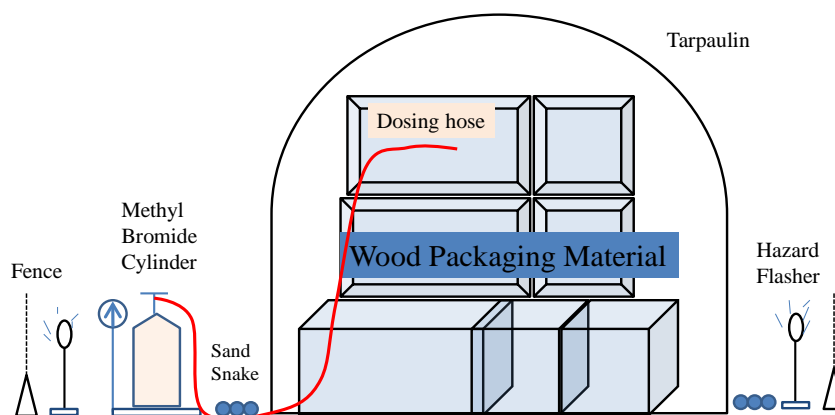 Tarpaulin
Dosing hose
Methyl
Bromide
Cylinder
Wood Packaging Material
Hazard
Flasher
Fence
Sand
Snake